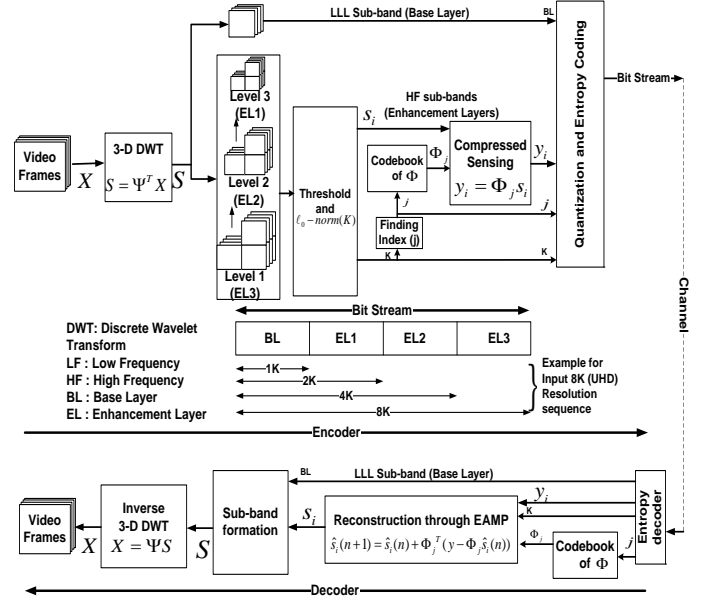 LLL Sub-band (Base Layer)
BL
Bit Stream
Level 3
(EL1)
HF sub-bands
(Enhancement Layers)
s_i
Video
Frames
X
3-D DWT
S = Ψ^T X
S
Level 2
(EL2)
Threshold
and
ℓ_0 − norm(K)
Codebook
of Φ
Φ_j
Compressed
Sensing
y_i = Φ_j s_i
y_i
j
j
Finding
Index (j)
K
K
Quantization and Entropy Coding
Level 1
(EL3)
Channel
Bit Stream
BL
EL1
EL2
EL3
DWT: Discrete Wavelet
Transform
LF : Low Frequency
HF : High Frequency
BL : Base Layer
EL : Enhancement Layer
1K
2K
4K
8K
Example for
Input 8K (UHD)
Resolution
sequence
Encoder
BL
LLL Sub-band (Base Layer)
Video
Frames
X
Inverse
3-D DWT
X = ΨS
S
Sub-band
formation
s_i
Reconstruction through EAMP
ŝ_i(n+1) = ŝ_i(n) + Φ_j^T (y − Φ_j ŝ_i(n))
y_i
K
Φ_j
Codebook
of Φ
j
Entropy
decoder
Decoder